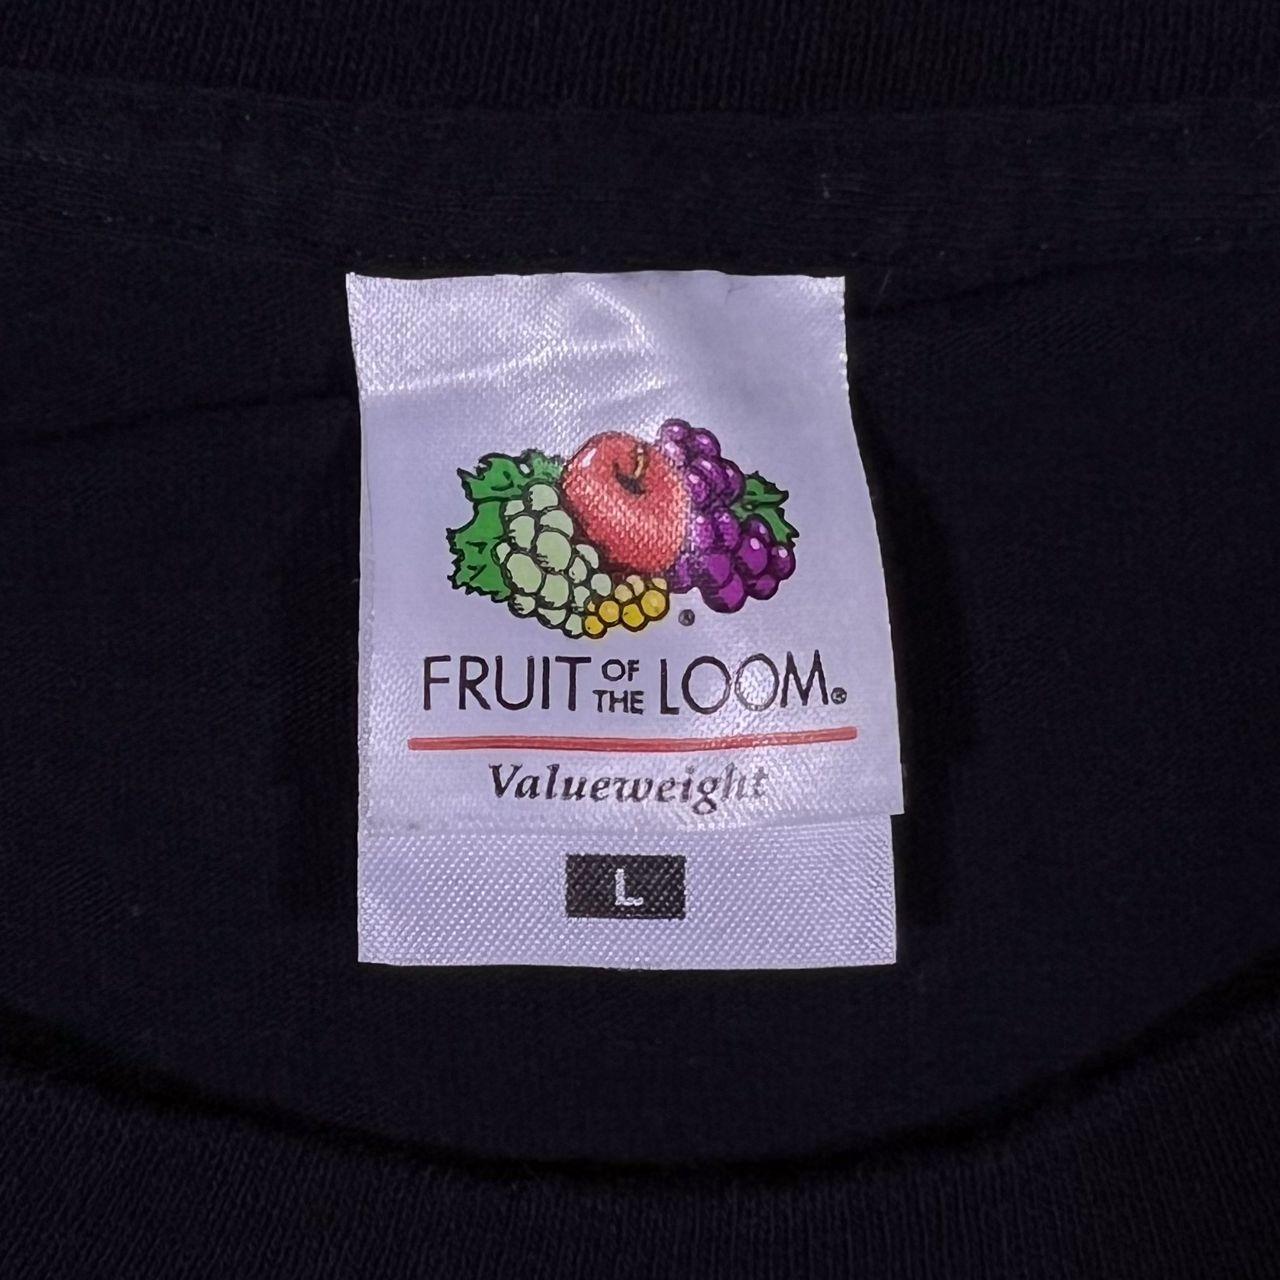 ®
FRUIT OF THE LOOM®
Valueweight
L